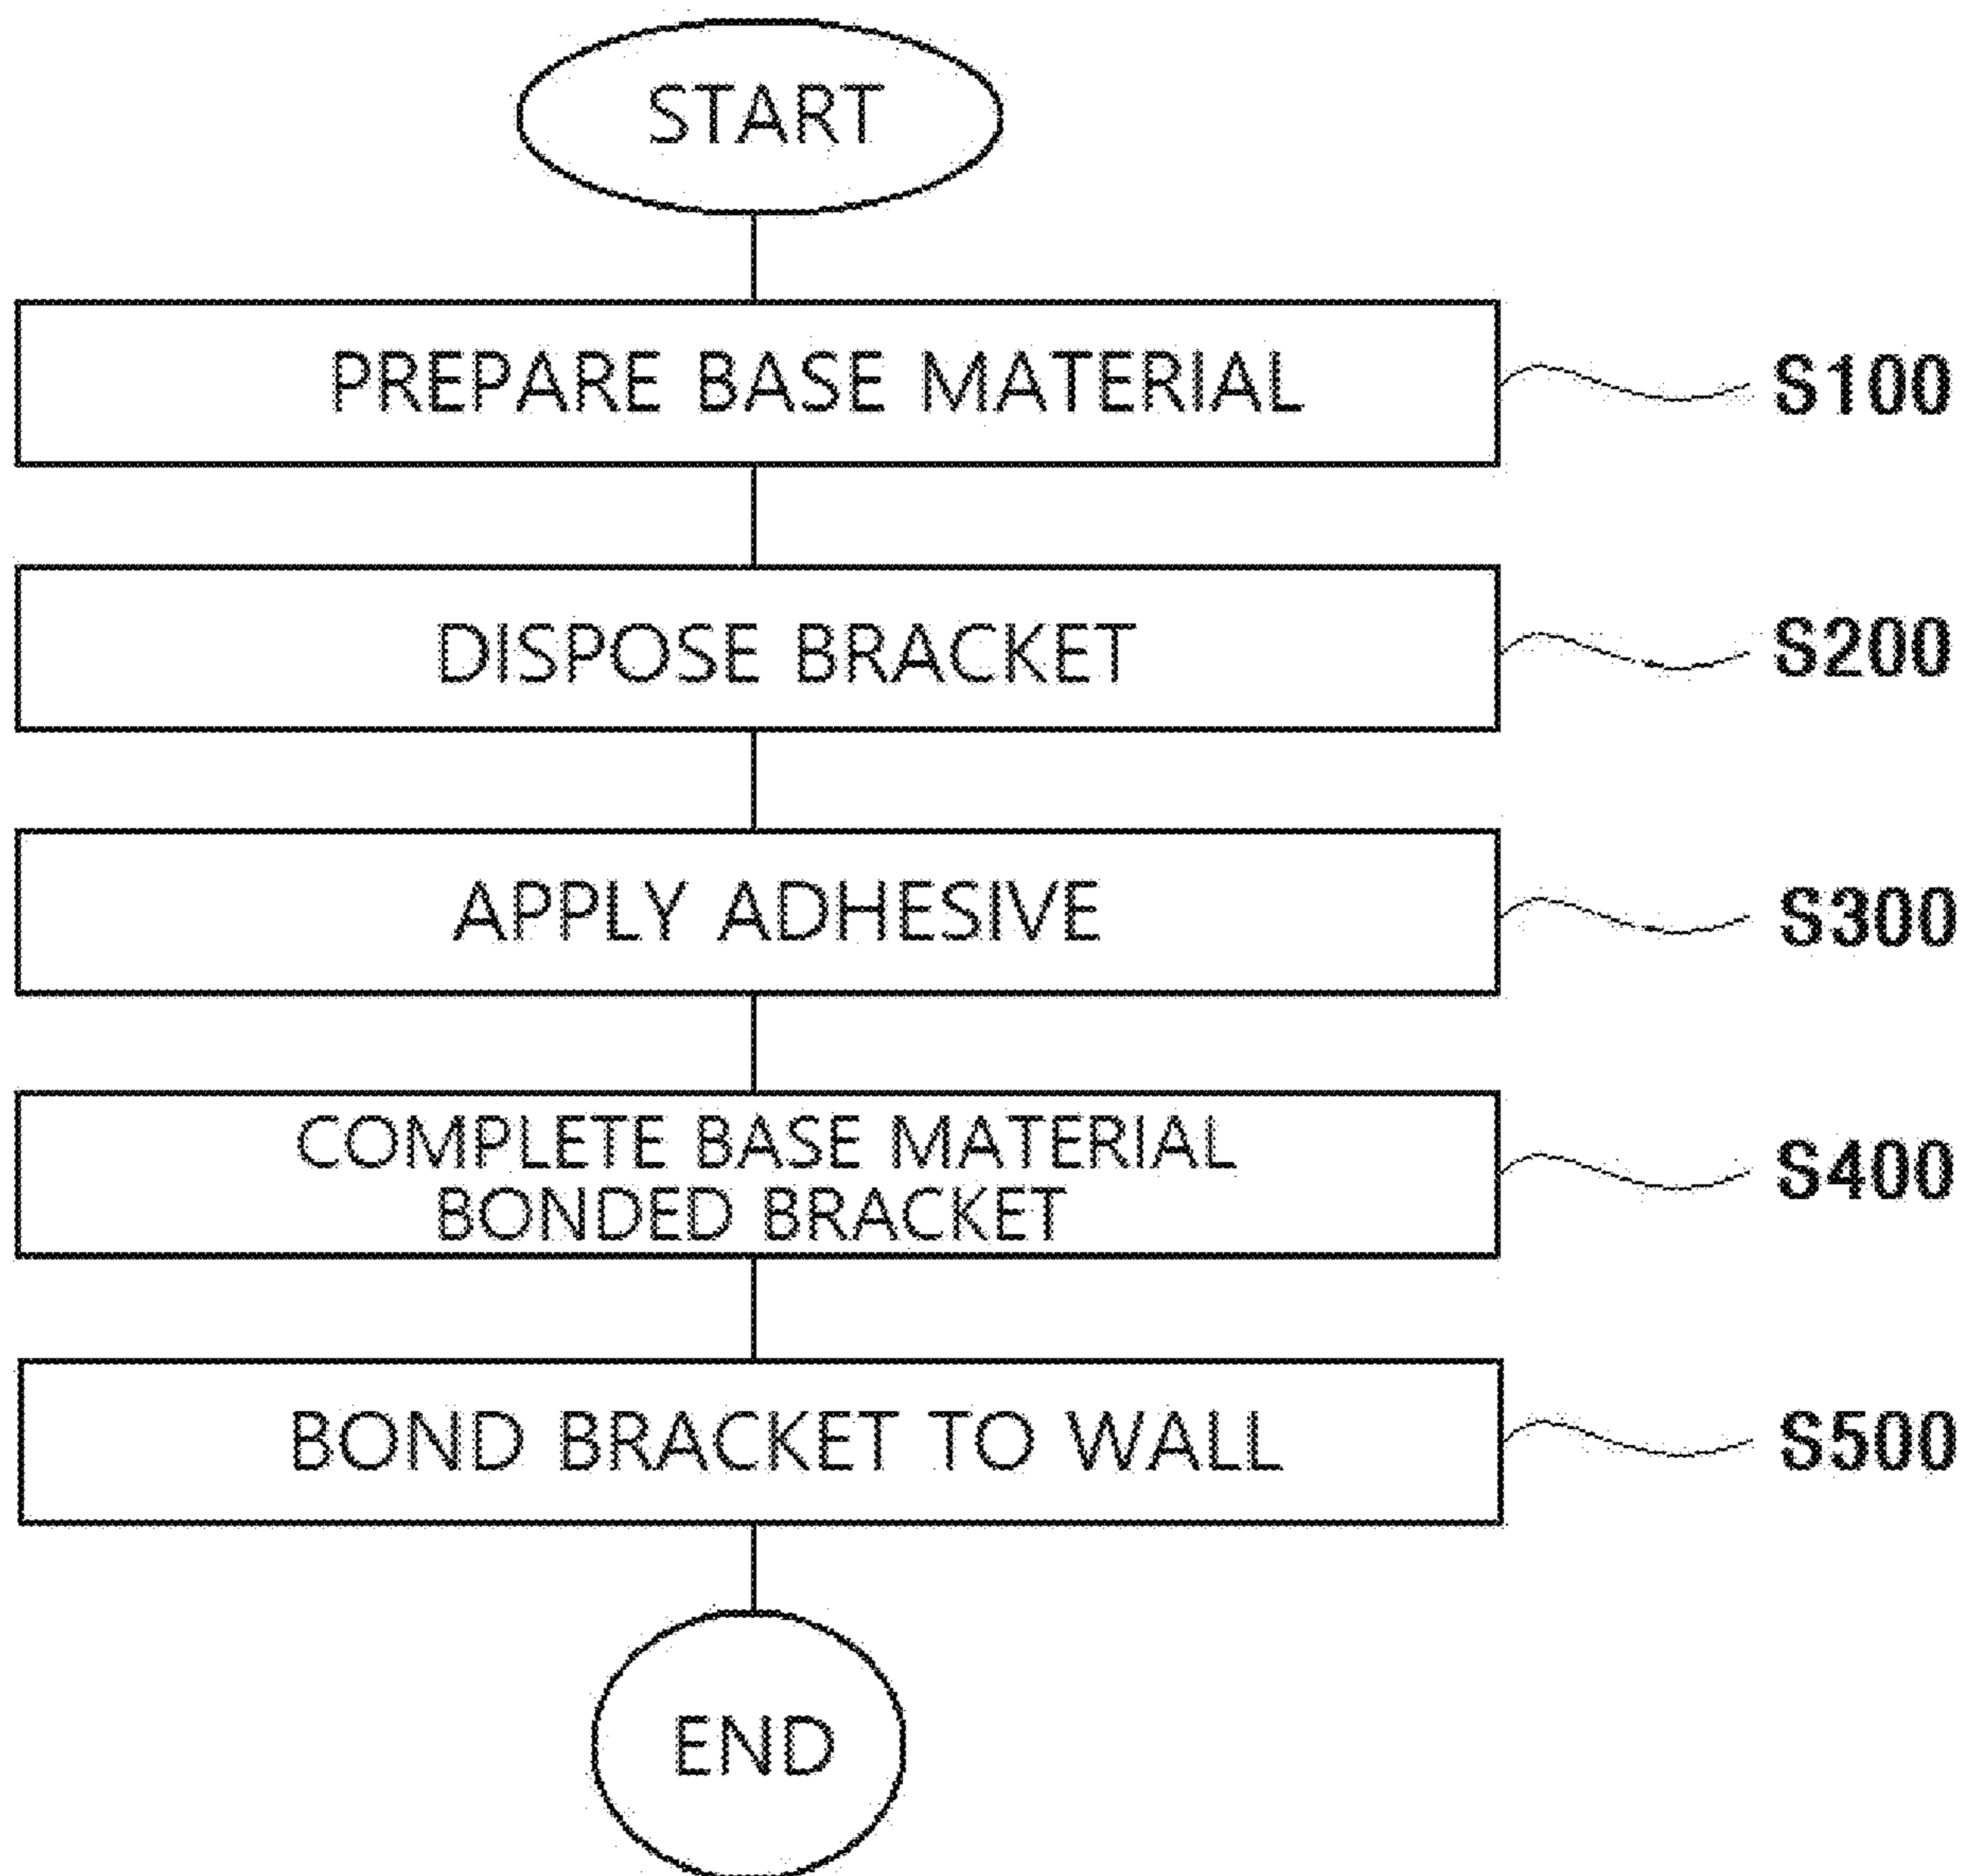 START
PREPARE BASE MATERIAL
S100
DISPOSE BRACKET
S200
APPLY ADHESIVE
S300
COMPLETE BASE MATERIAL
BONDED BRACKET
S400
BOND BRACKET TO WALL
S500
END